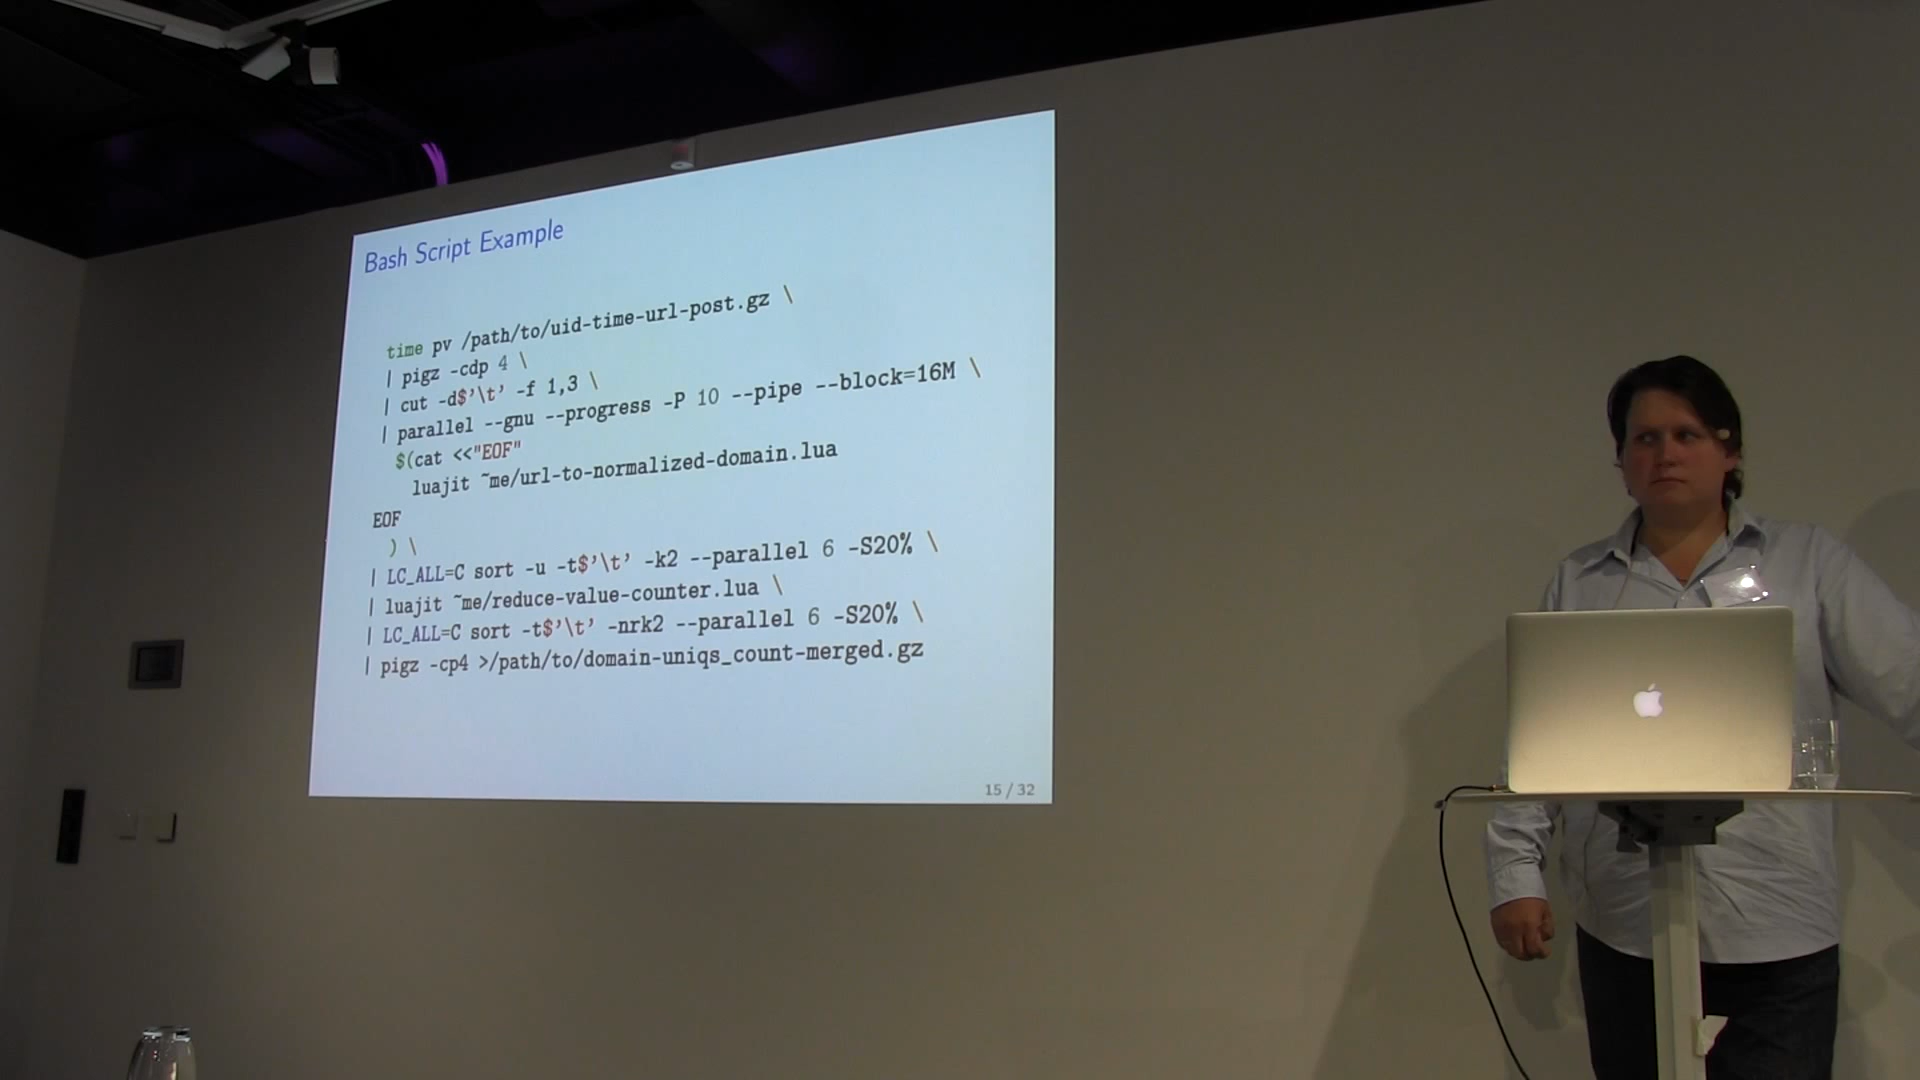 Bash Script Example
time pv /path/to/uid-time-url-post.gz \
| pigz -cdp 4 \
| cut -d$'\t' -f 1,3 \
| parallel --gnu --progress -P 10 --pipe --block=16M \
$(cat <<"EOF"
luajit ~me/url-to-normalized-domain.lua
EOF
) \
| LC_ALL=C sort -u -t$'\t' -k2 --parallel 6 -S20% \
| luajit ~me/reduce-value-counter.lua \
| LC_ALL=C sort -t$'\t' -nrk2 --parallel 6 -S20% \
| pigz -cp4 >/path/to/domain-uniqs_count-merged.gz
15 / 32